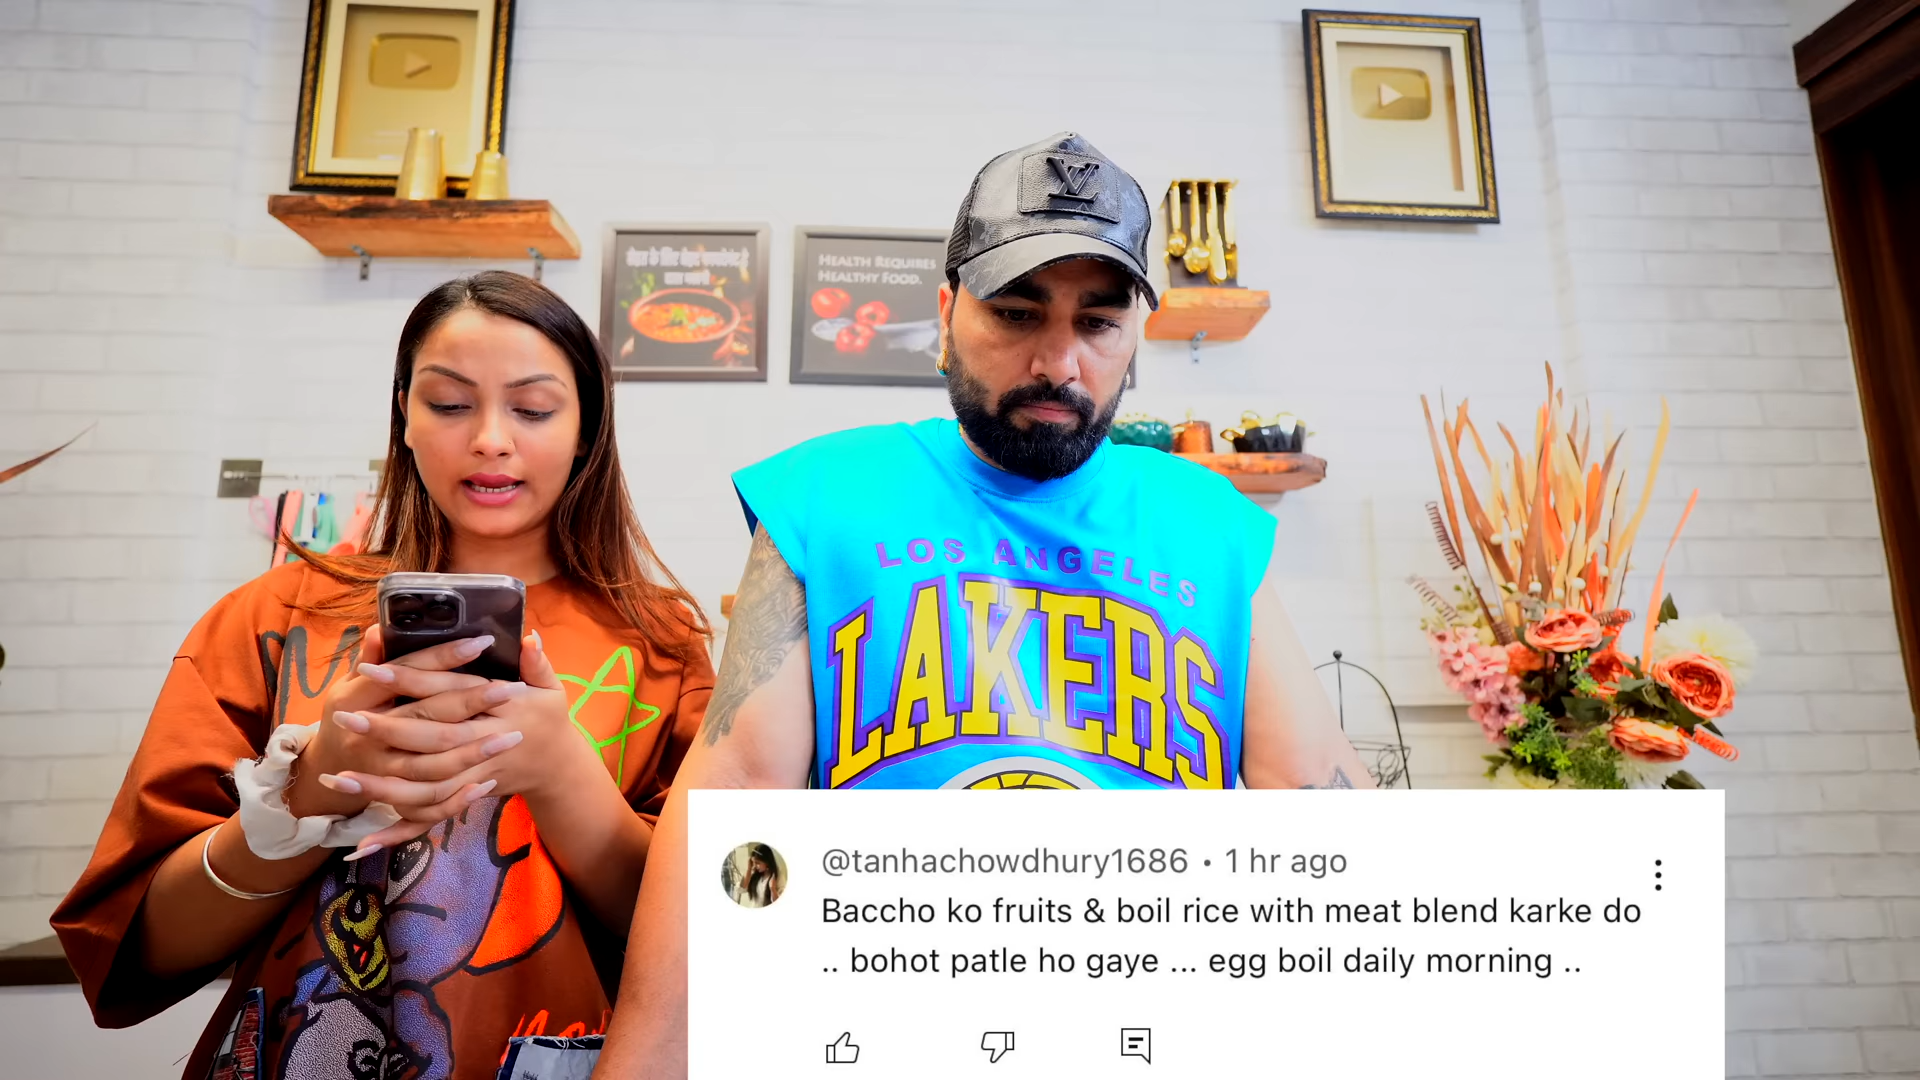 HEALTH REQUIRES
HEALTHY FOOD.
LV
LOS ANGELES
LAKERS
@tanhachowdhury1686 • 1 hr ago
Baccho ko fruits & boil rice with meat blend karke do
.. bohot patle ho gaye ... egg boil daily morning ..